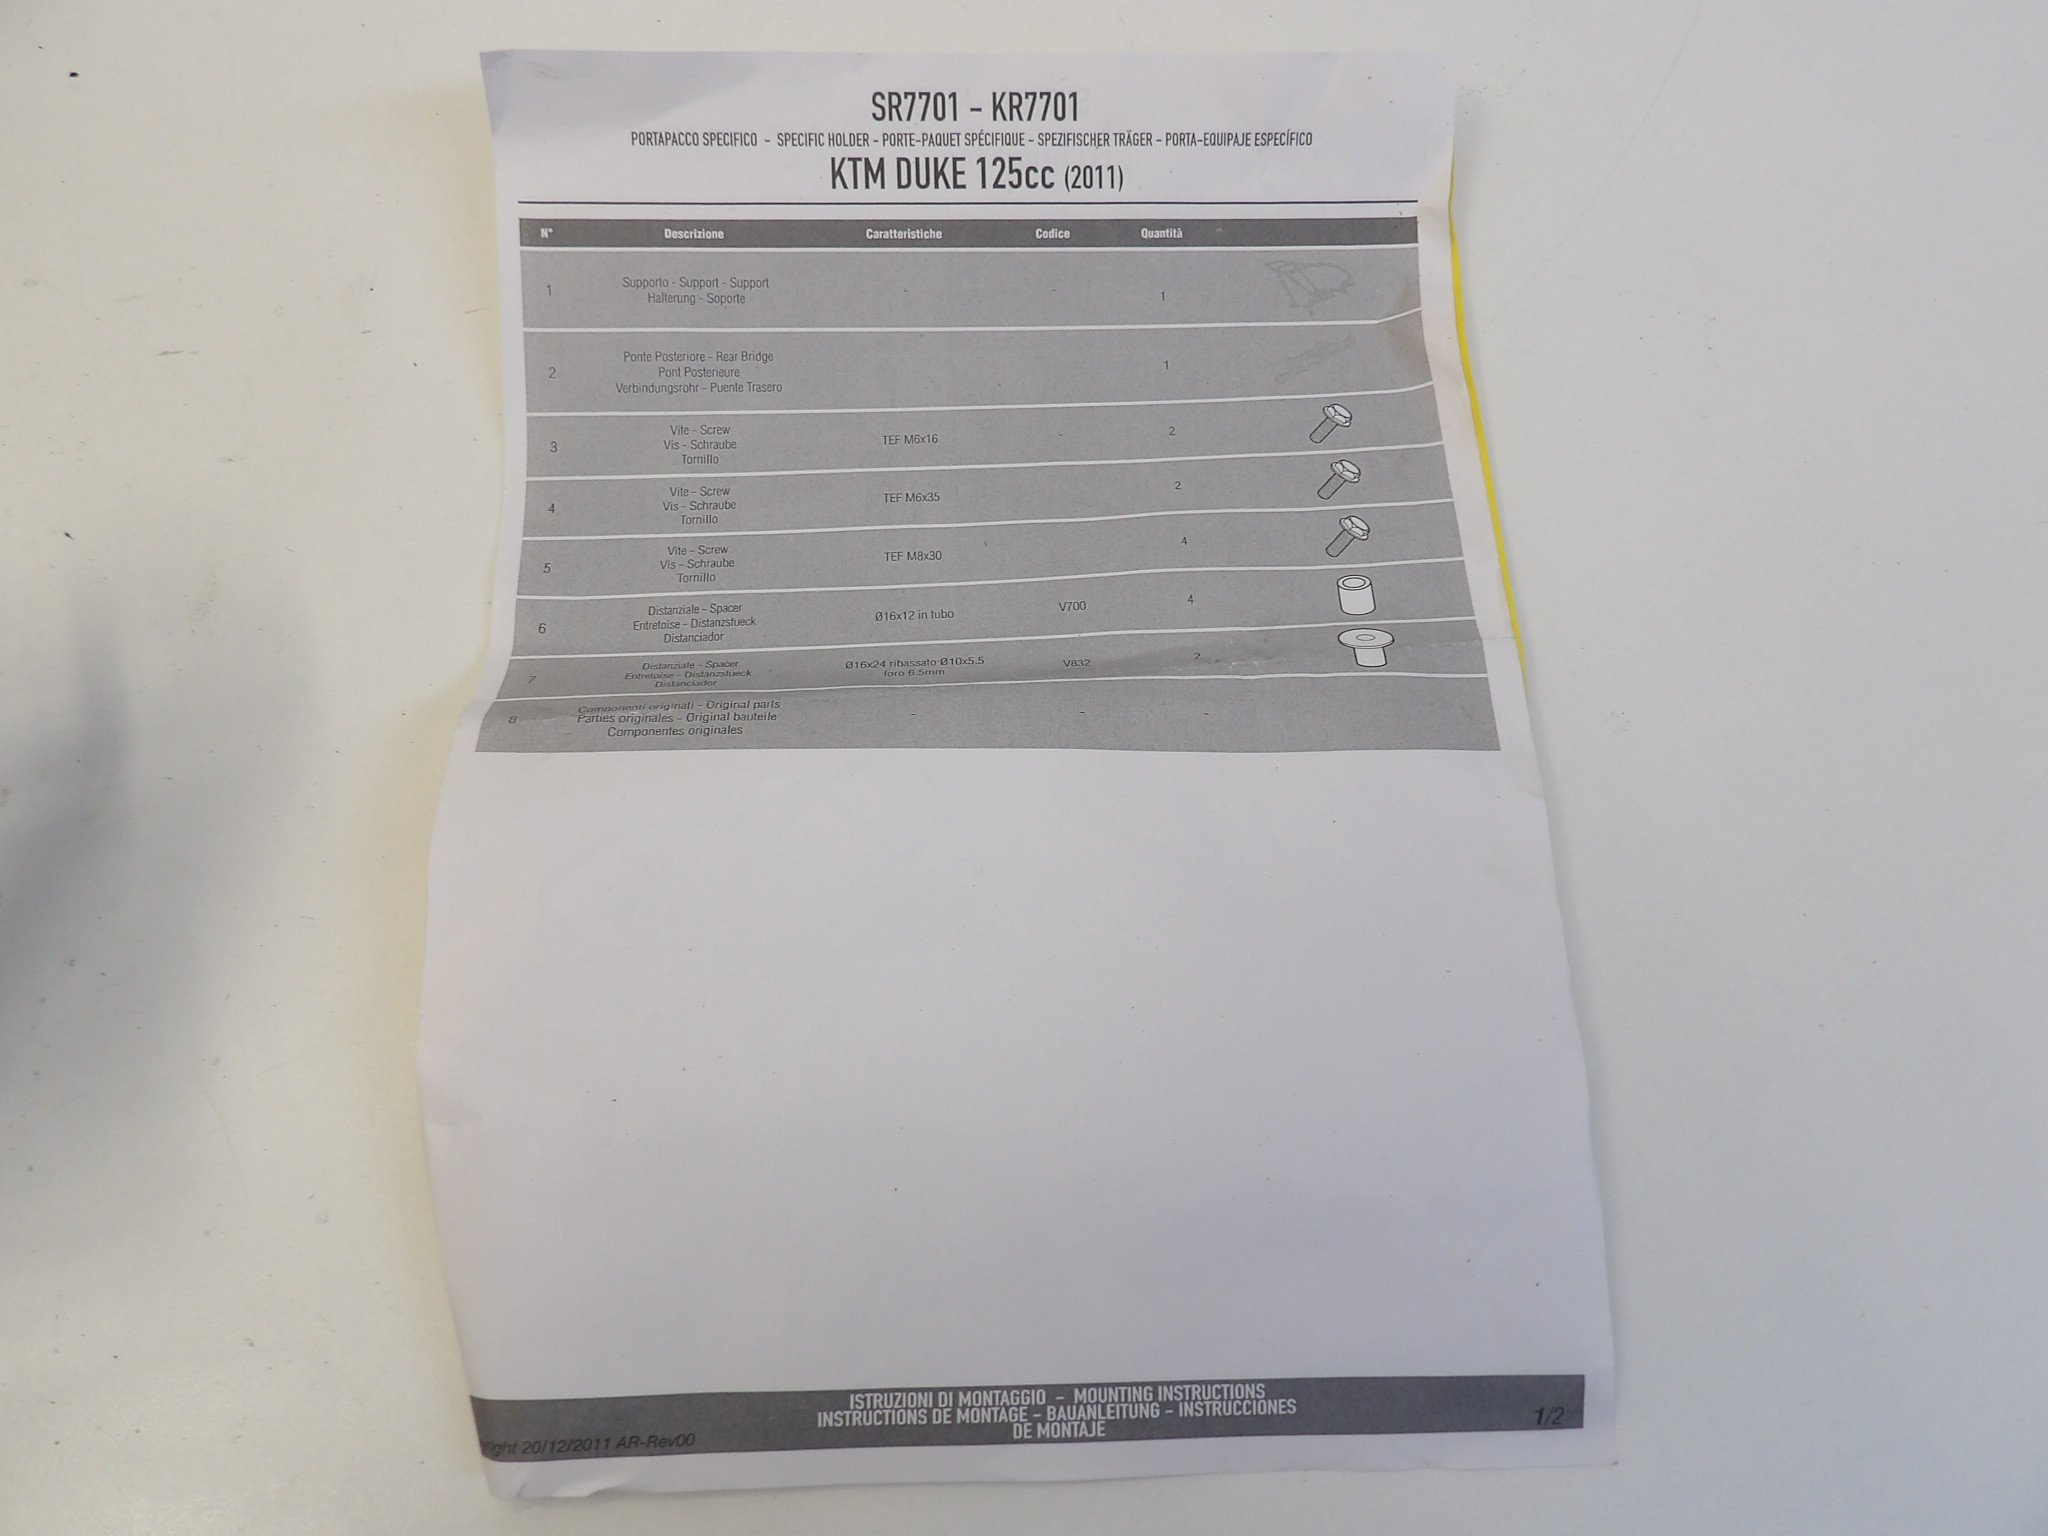 SR7701 - KR7701
PORTAPACCO SPECIFICO - SPECIFIC HOLDER - PORTE-PAQUET SPÉCIFIQUE - SPEZIFISCHER TRÄGER - PORTA-EQUIPAJE ESPECÍFICO
KTM DUKE 125cc (2011)
N° Descrizione Caratteristiche Codice Quantità
Supporto - Support - Support
1 - - 1
Halterung - Soporte
Ponte Posteriore - Rear Bridge
2 Pont Posterieure 1
Verbindungsrohr - Puente Trasero
Vite - Screw
3 Vis - Schraube TEF M6x16 - 2
Tornillo
Vite - Screw
4 Vis - Schraube TEF M6x35 2
Tornillo
Vite - Screw
5 Vis - Schraube TEF M8x30 4
Tornillo
Distanziale - Spacer
6 Entretoise - Distanzstueck Ø16x12 in tubo V700 4
Distanciador
Distanziale - Spacer Ø16x24 ribassato Ø10x5.5
7 Entretoise - Distanzstueck foro 6.5mm V832 2
Distanciador
Componenti originali - Original parts
8 Parties originales - Original bauteile - - -
Componentes originales
ISTRUZIONI DI MONTAGGIO - MOUNTING INSTRUCTIONS
INSTRUCTIONS DE MONTAGE - BAUANLEITUNG - INSTRUCCIONES
DE MONTAJE
20/12/2011 AR-Rev00
1/2